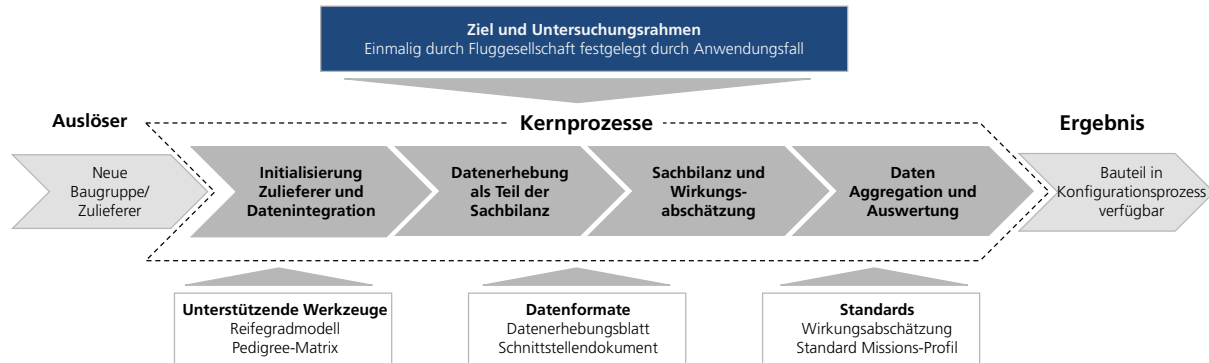 Ziel und Untersuchungsrahmen
Einmalig durch Fluggesellschaft festgelegt durch Anwendungsfall
Auslöser
Kernprozesse
Ergebnis
Neue
Baugruppe/
Zulieferer
Initialisierung
Zulieferer und
Datenintegration
Datenerhebung
als Teil der
Sachbilanz
Sachbilanz und
Wirkungs-
abschätzung
Daten
Aggregation und
Auswertung
Bauteil in
Konfigurationsprozess
verfügbar
Unterstützende Werkzeuge
Reifegradmodell
Pedigree-Matrix
Datenformate
Datenerhebungsblatt
Schnittstellendokument
Standards
Wirkungsabschätzung
Standard Missions-Profil